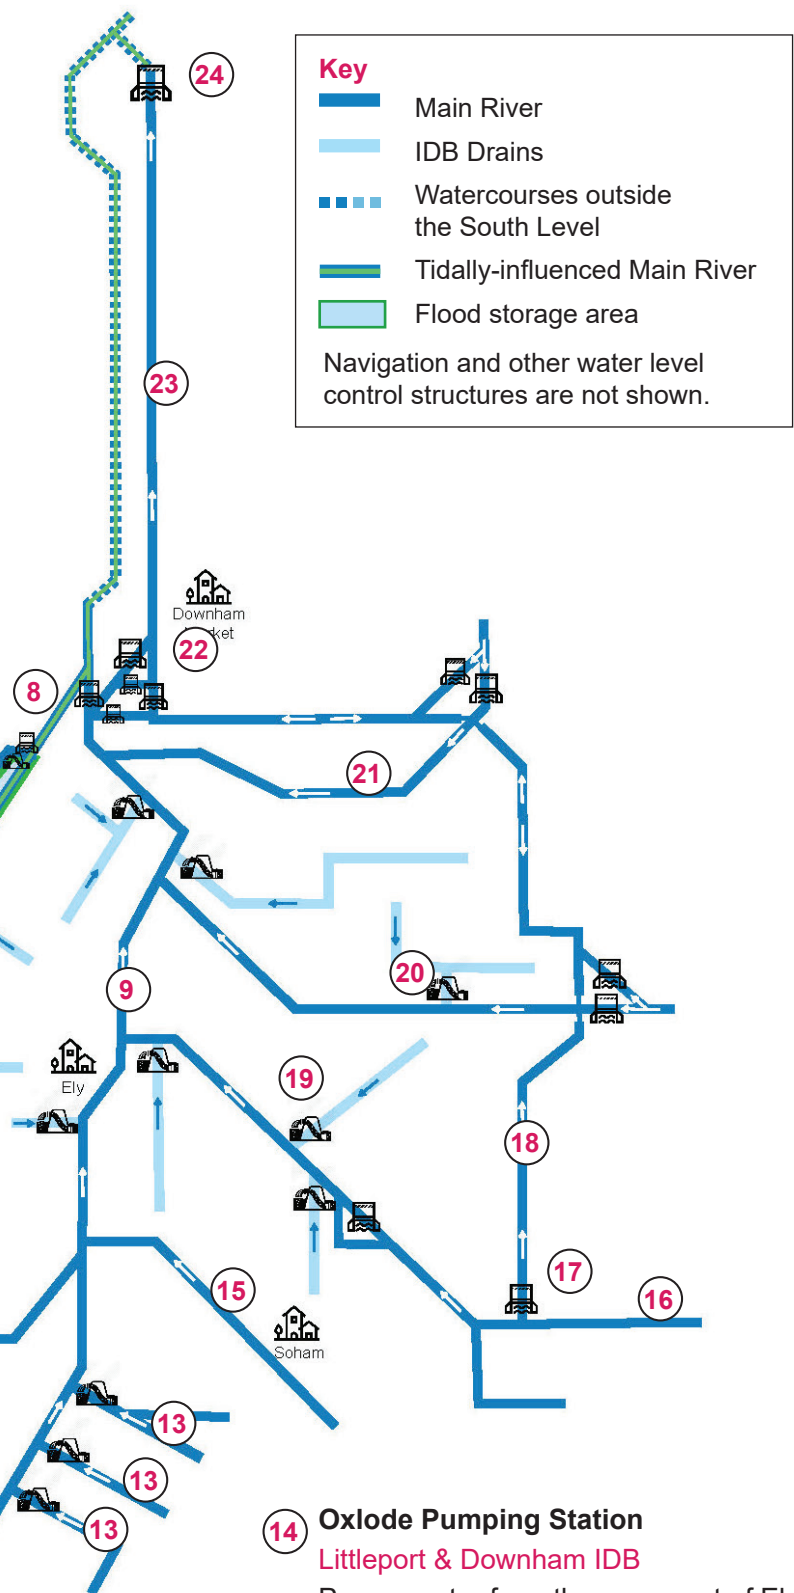 24
Key
Main River
IDB Drains
Watercourses outside
the South Level
Tidally-influenced Main River
Flood storage area
Navigation and other water level
control structures are not shown.
23
Downham
22
8
21
20
9
Ely
19
18
17
16
15
Soham
13
13
13
14
Oxlode Pumping Station
Littleport & Downham IDB